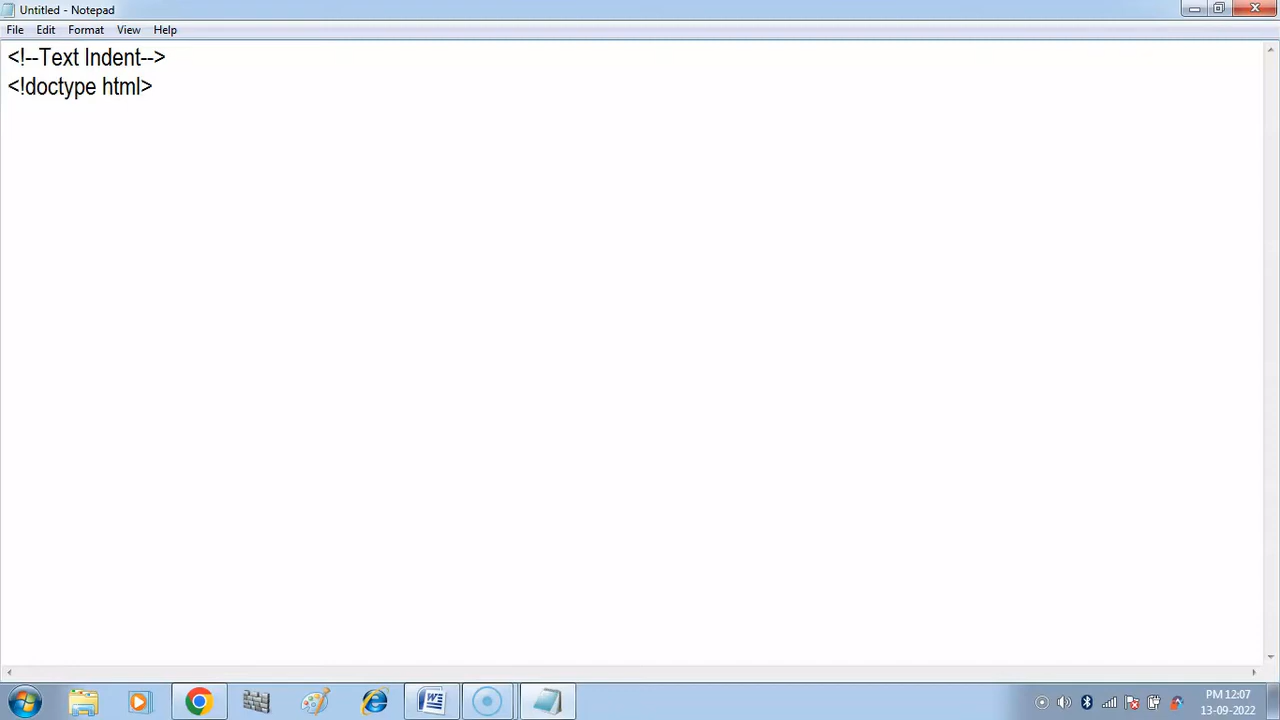 Untitled - Notepad
File Edit Format View Help
<!--Text Indent-->
<!doctype html>
PM 12:07
13-09-2022